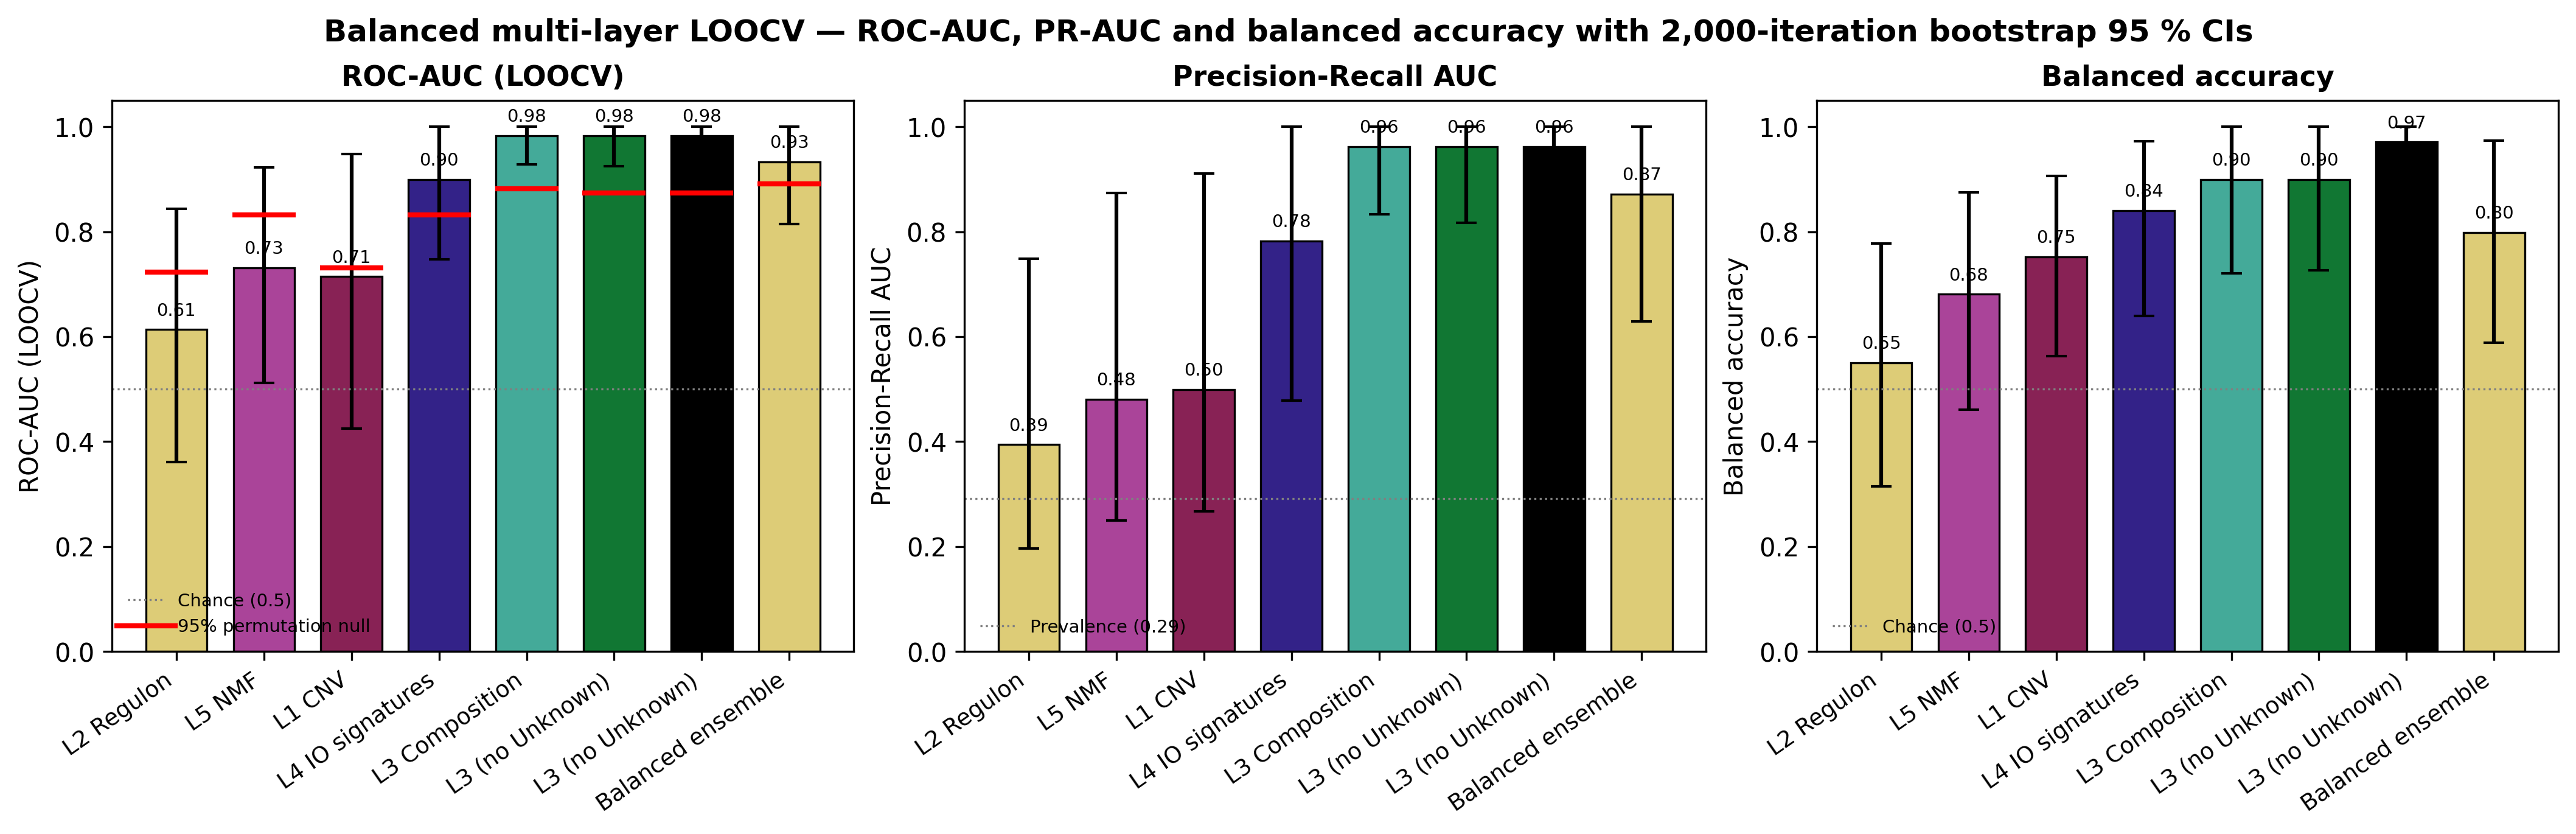 Balanced multi-layer LOOCV — ROC-AUC, PR-AUC and balanced accuracy with 2,000-iteration bootstrap 95 % CIs
ROC-AUC (LOOCV)
ROC-AUC (LOOCV)
1.0
0.8
0.6
0.4
0.2
0.0
0.61
0.73
0.71
0.90
0.98
0.98
0.98
0.93
Chance (0.5)
95% permutation null
L2 Regulon
L5 NMF
L1 CNV
L4 IO signatures
L3 Composition
L3 (no Unknown)
L3 (no Unknown)
Balanced ensemble
Precision-Recall AUC
Precision-Recall AUC
1.0
0.8
0.6
0.4
0.2
0.0
0.39
0.48
0.50
0.78
0.96
0.96
0.96
0.87
Prevalence (0.29)
L2 Regulon
L5 NMF
L1 CNV
L4 IO signatures
L3 Composition
L3 (no Unknown)
L3 (no Unknown)
Balanced ensemble
Balanced accuracy
Balanced accuracy
1.0
0.8
0.6
0.4
0.2
0.0
0.55
0.68
0.75
0.84
0.90
0.90
0.97
0.80
Chance (0.5)
L2 Regulon
L5 NMF
L1 CNV
L4 IO signatures
L3 Composition
L3 (no Unknown)
L3 (no Unknown)
Balanced ensemble